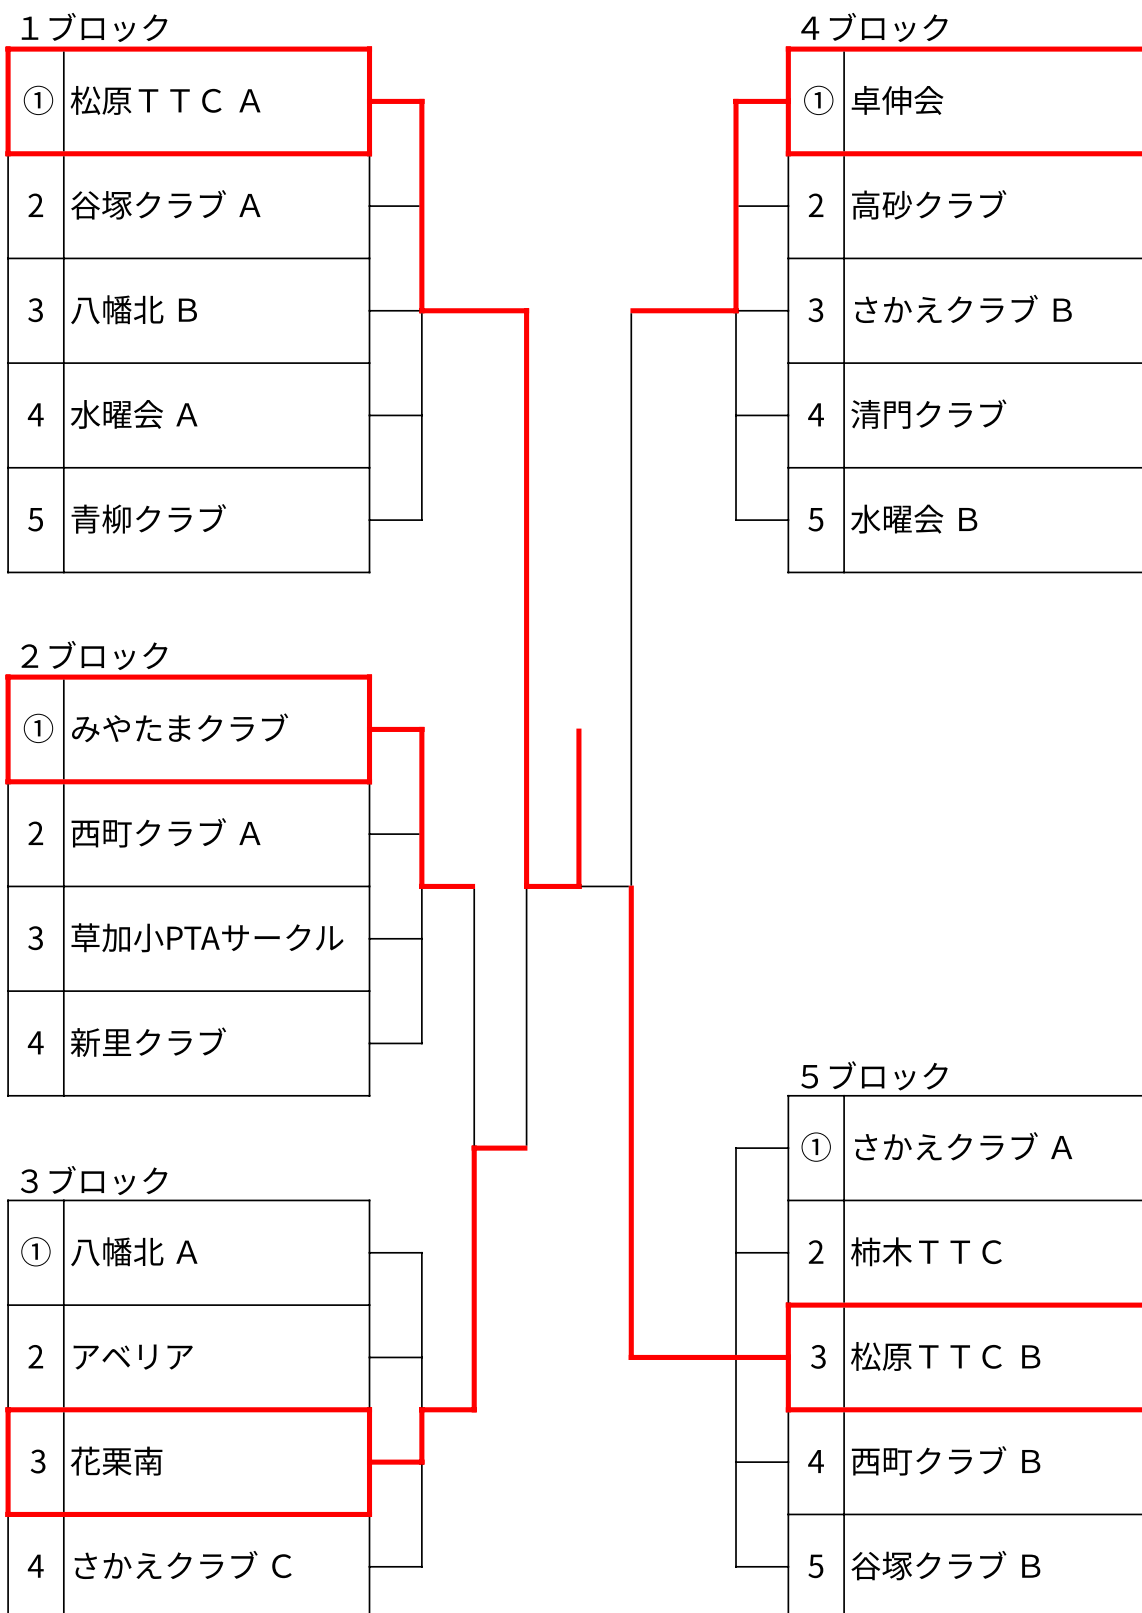 １ブロック
① 松原ＴＴＣ Ａ
2 谷塚クラブ Ａ
3 八幡北 Ｂ
4 水曜会 Ａ
5 青柳クラブ
２ブロック
① みやたまクラブ
2 西町クラブ Ａ
3 草加小PTAサークル
4 新里クラブ
３ブロック
① 八幡北 Ａ
2 アベリア
3 花栗南
4 さかえクラブ Ｃ
４ブロック
① 卓伸会
2 高砂クラブ
3 さかえクラブ Ｂ
4 清門クラブ
5 水曜会 Ｂ
５ブロック
① さかえクラブ Ａ
2 柿木ＴＴＣ
3 松原ＴＴＣ Ｂ
4 西町クラブ Ｂ
5 谷塚クラブ Ｂ